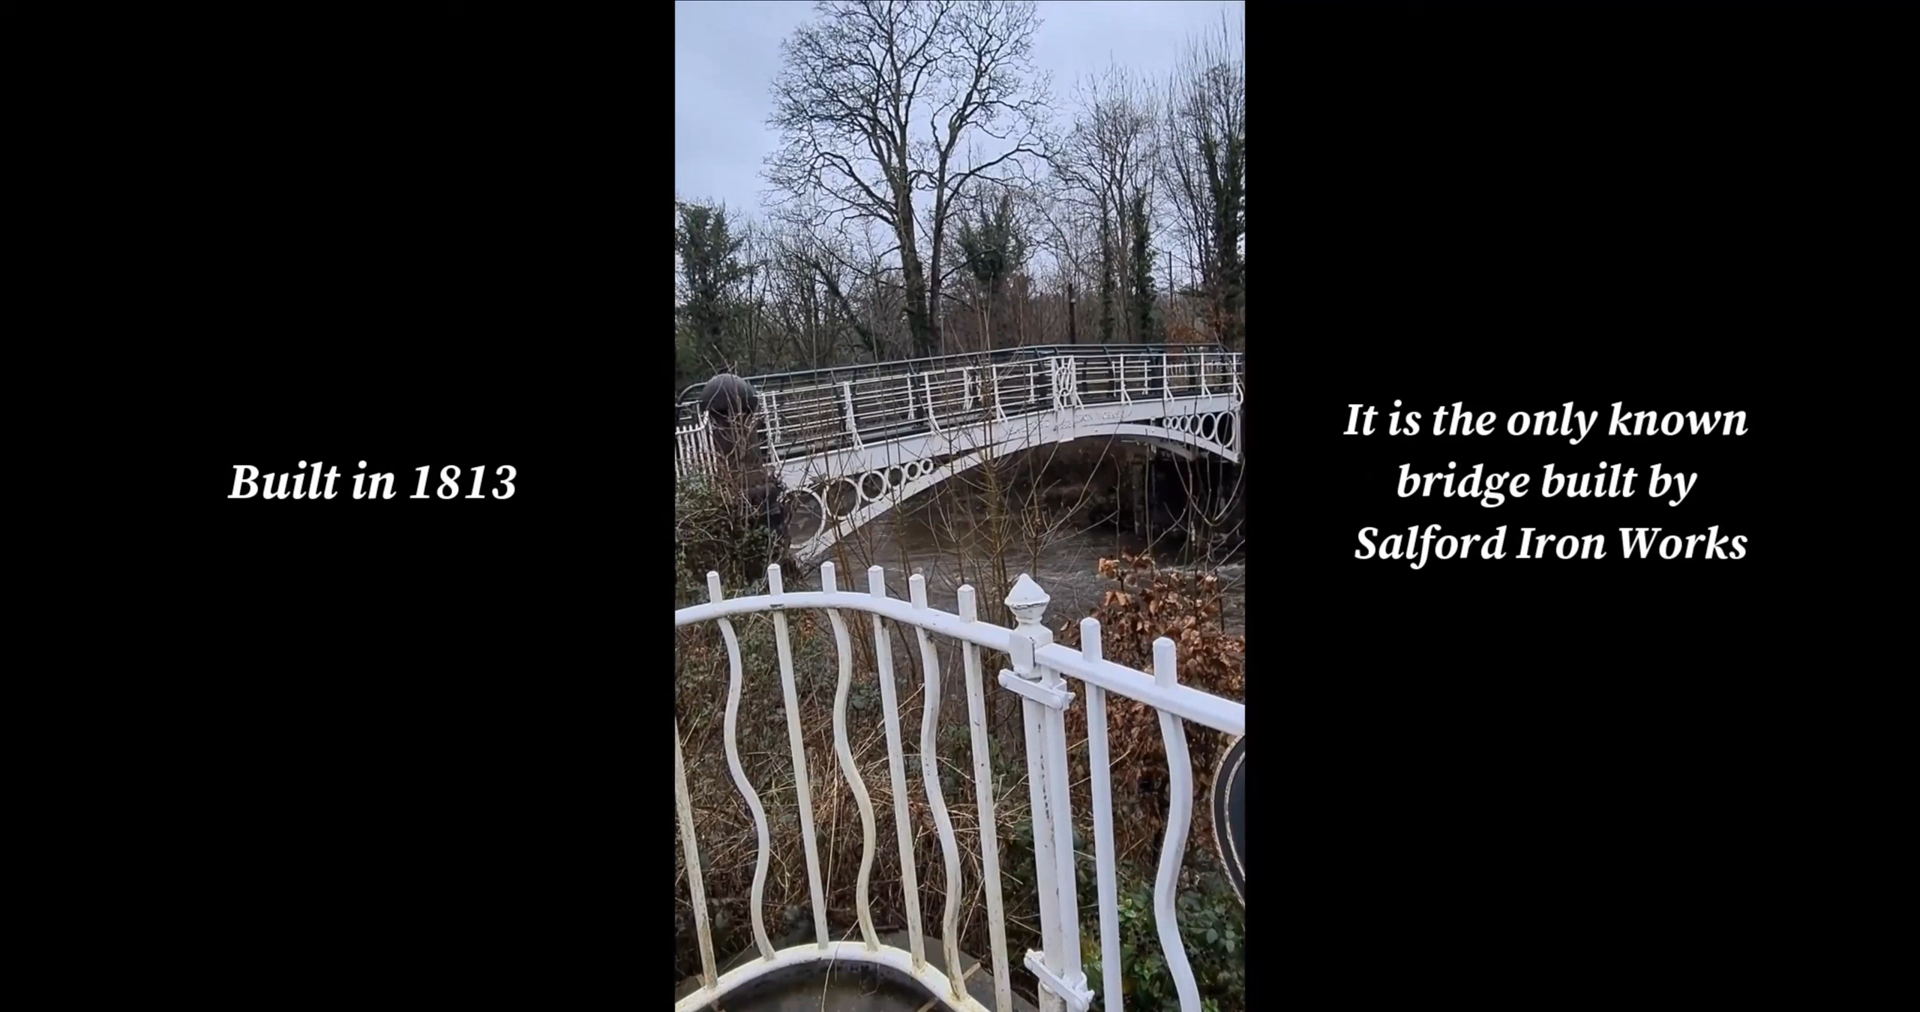 Built in 1813
It is the only known
bridge built by
Salford Iron Works